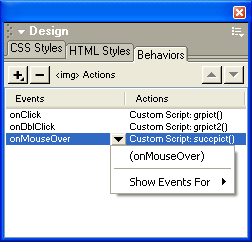 Design
CSS Styles HTML Styles Behaviors
<img> Actions
Events Actions
onClick Custom Script: grpict()
onDblClick Custom Script: grpict2()
onMouseOver Custom Script: succpict()
(onMouseOver)
Show Events For